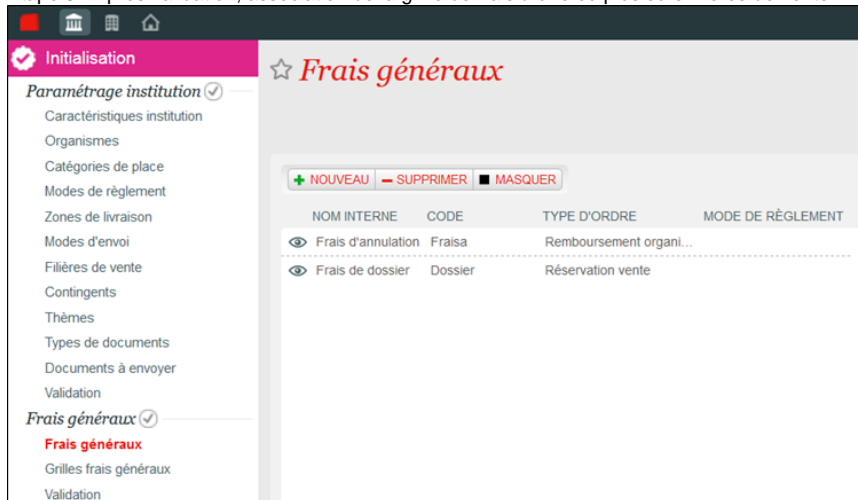 Initialisation
Paramétrage institution
Caractéristiques institution
Organismes
Catégories de place
Modes de règlement
Zones de livraison
Modes d'envoi
Filières de vente
Contingents
Thèmes
Types de documents
Documents à envoyer
Validation
Frais généraux
Frais généraux
Grilles frais généraux
Validation
Frais généraux
NOUVEAU SUPPRIMER MASQUER
NOM INTERNE CODE TYPE D'ORDRE MODE DE RÈGLEMENT
Frais d'annulation Fraisa Remboursement organi...
Frais de dossier Dossier Réservation vente